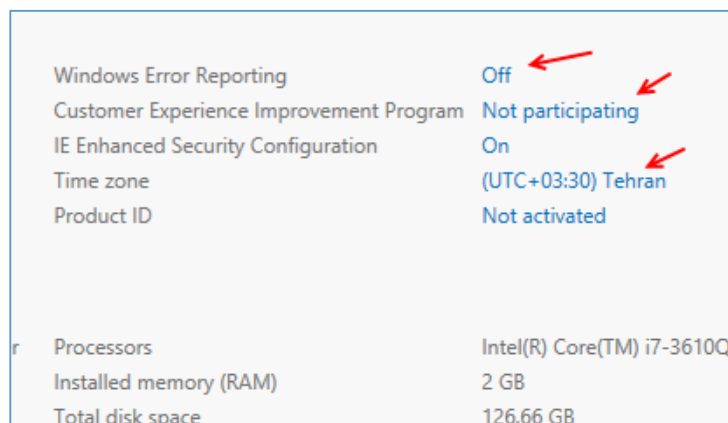 Windows Error Reporting Off
Customer Experience Improvement Program Not participating
IE Enhanced Security Configuration On
Time zone (UTC+03:30) Tehran
Product ID Not activated
r Processors Intel(R) Core(TM) i7-3610Q
Installed memory (RAM) 2 GB
Total disk space 126.66 GB